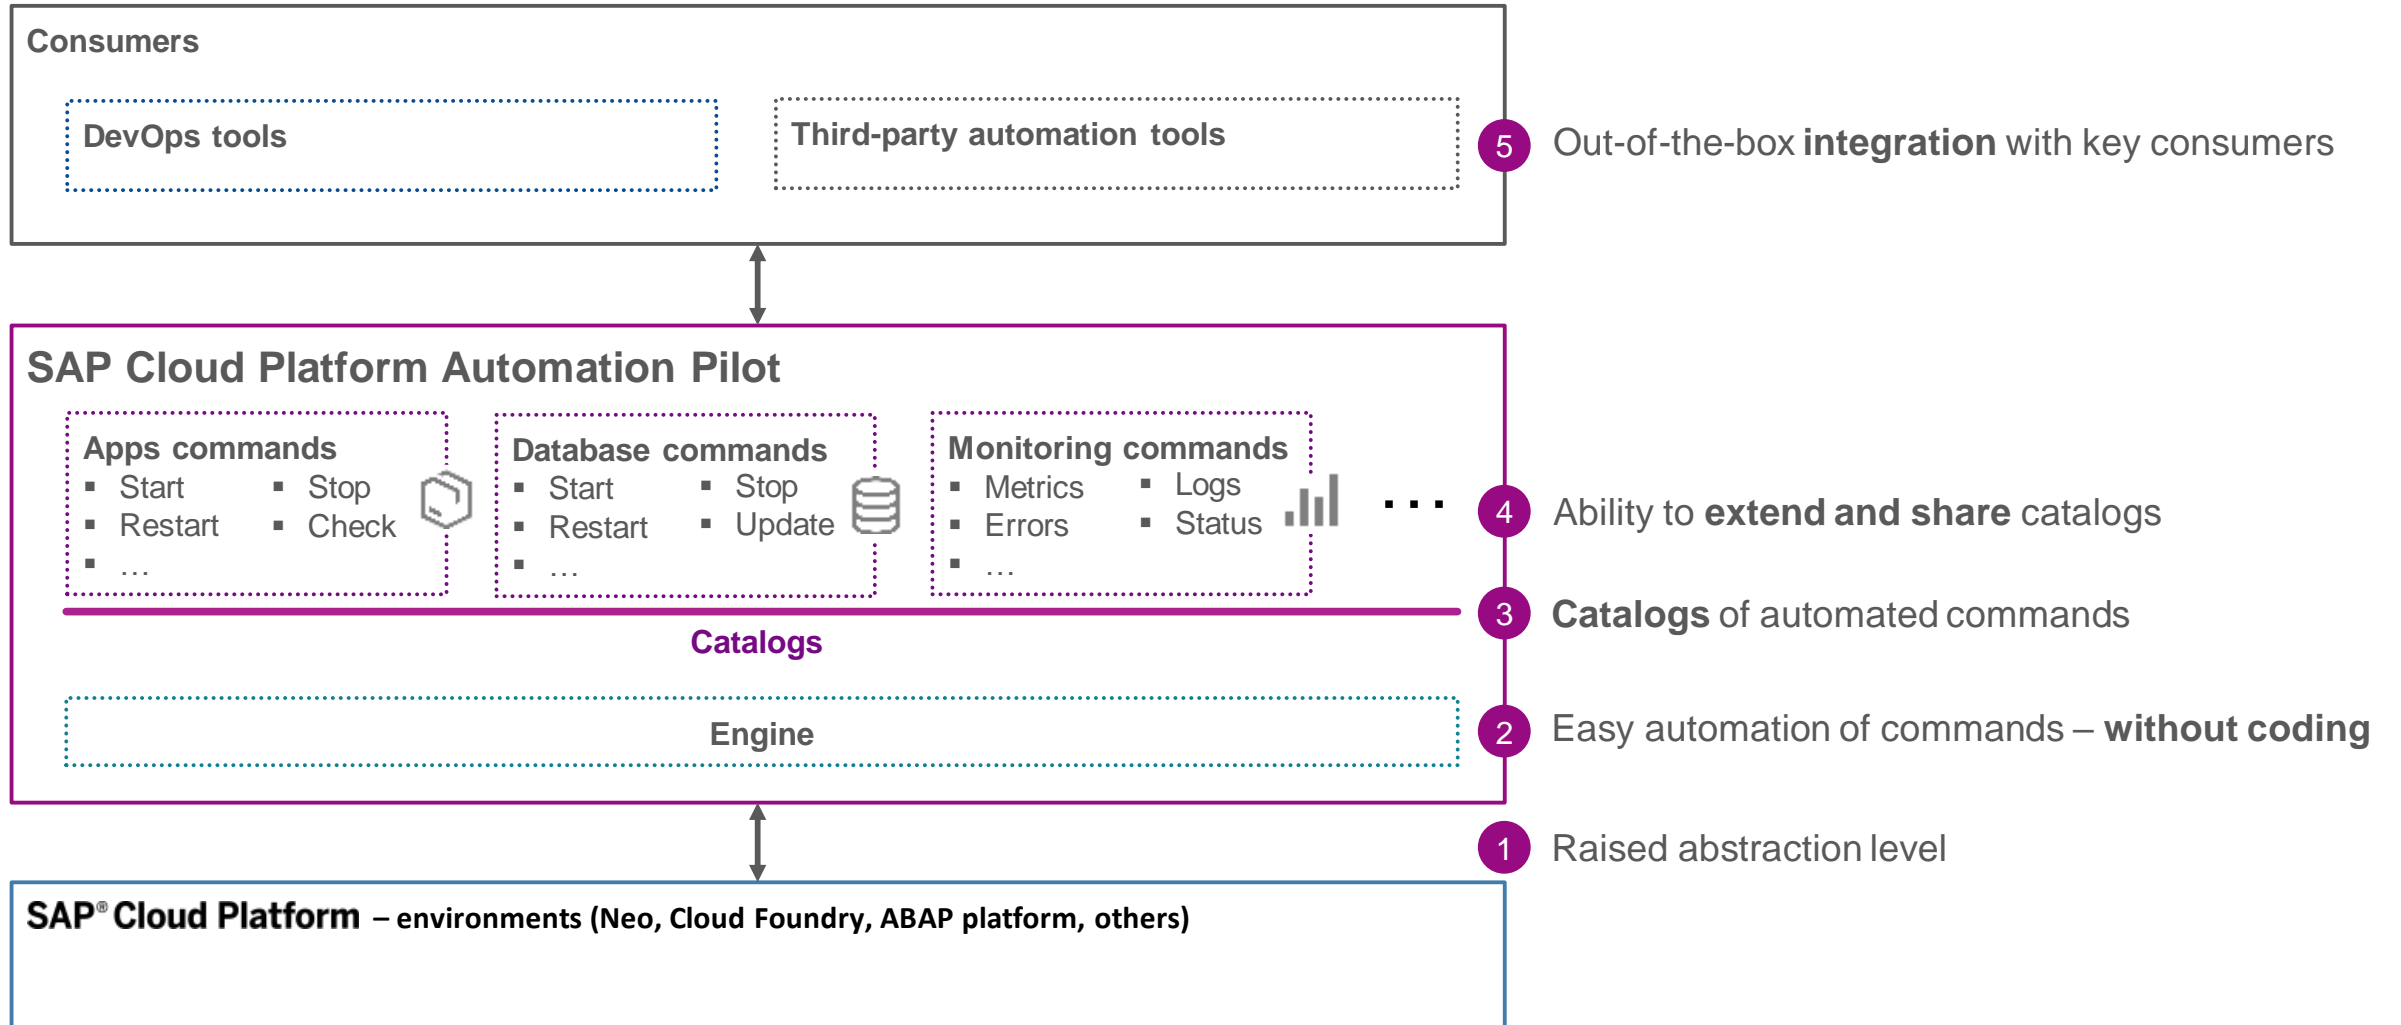 Consumers
DevOps tools
Third-party automation tools
5 Out-of-the-box integration with key consumers
SAP Cloud Platform Automation Pilot
Apps commands
▪ Start ▪ Stop
▪ Restart ▪ Check
▪ …
Database commands
▪ Start ▪ Stop
▪ Restart ▪ Update
▪ …
Monitoring commands
▪ Metrics ▪ Logs
▪ Errors ▪ Status
▪ …
...
4 Ability to extend and share catalogs
3 Catalogs of automated commands
Catalogs
Engine
2 Easy automation of commands – without coding
1 Raised abstraction level
SAP® Cloud Platform – environments (Neo, Cloud Foundry, ABAP platform, others)